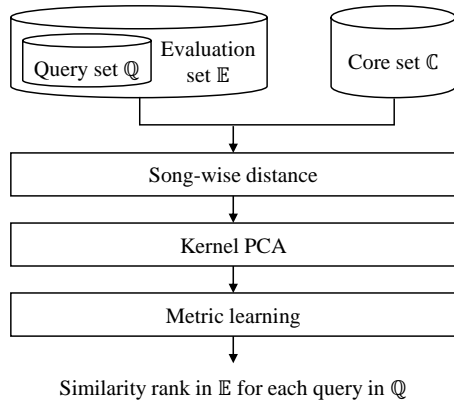 Query set ℚ
Evaluation
set 𝔼
Core set ℂ
Song-wise distance
Kernel PCA
Metric learning
Similarity rank in 𝔼 for each query in ℚ